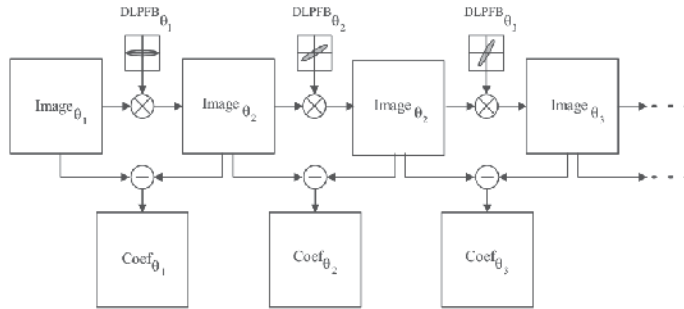 DLPFB θ1
DLPFB θ2
DLPFB θ3
Image θ1
Image θ2
Image θ2
Image θ3
Coef θ1
Coef θ2
Coef θ3